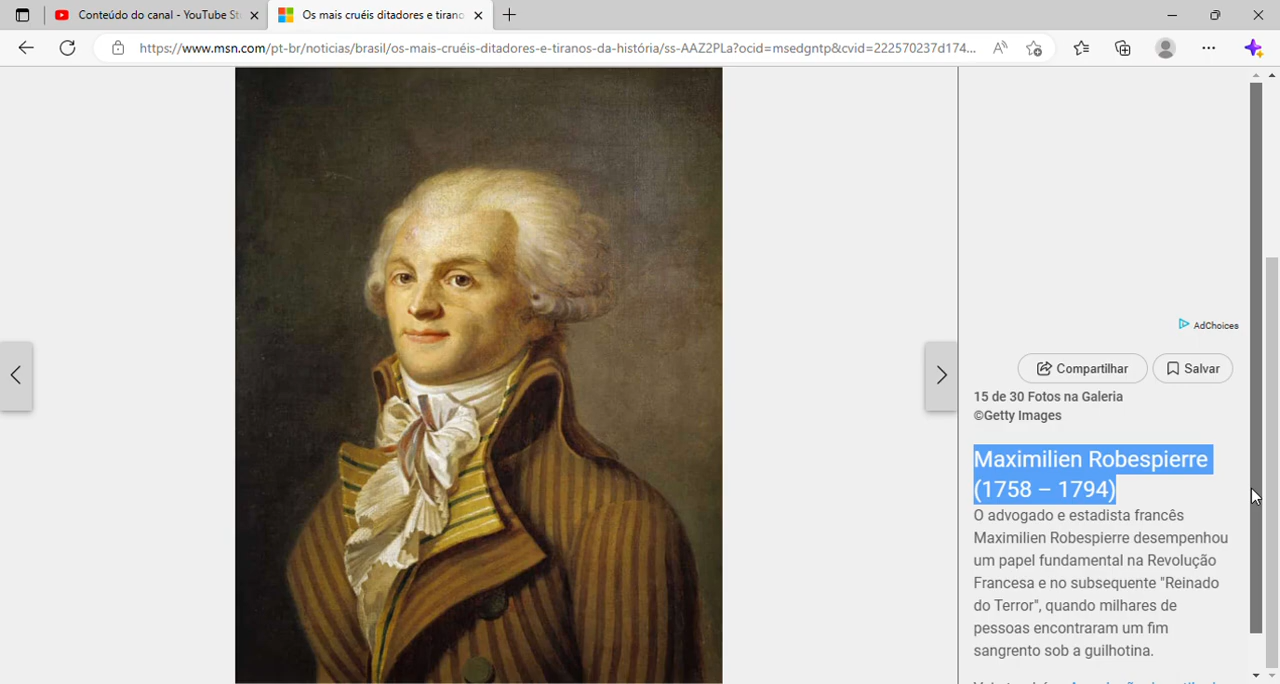 Conteúdo do canal - YouTube St
Os mais cruéis ditadores e tirano
https://www.msn.com/pt-br/noticias/brasil/os-mais-cruéis-ditadores-e-tiranos-da-história/ss-AAZ2PLa?ocid=msedgntp&cvid=222570237d174...
AdChoices
Compartilhar
Salvar
15 de 30 Fotos na Galeria
©Getty Images
Maximilien Robespierre
(1758 – 1794)
O advogado e estadista francês
Maximilien Robespierre desempenhou
um papel fundamental na Revolução
Francesa e no subsequente "Reinado
do Terror", quando milhares de
pessoas encontraram um fim
sangrento sob a guilhotina.